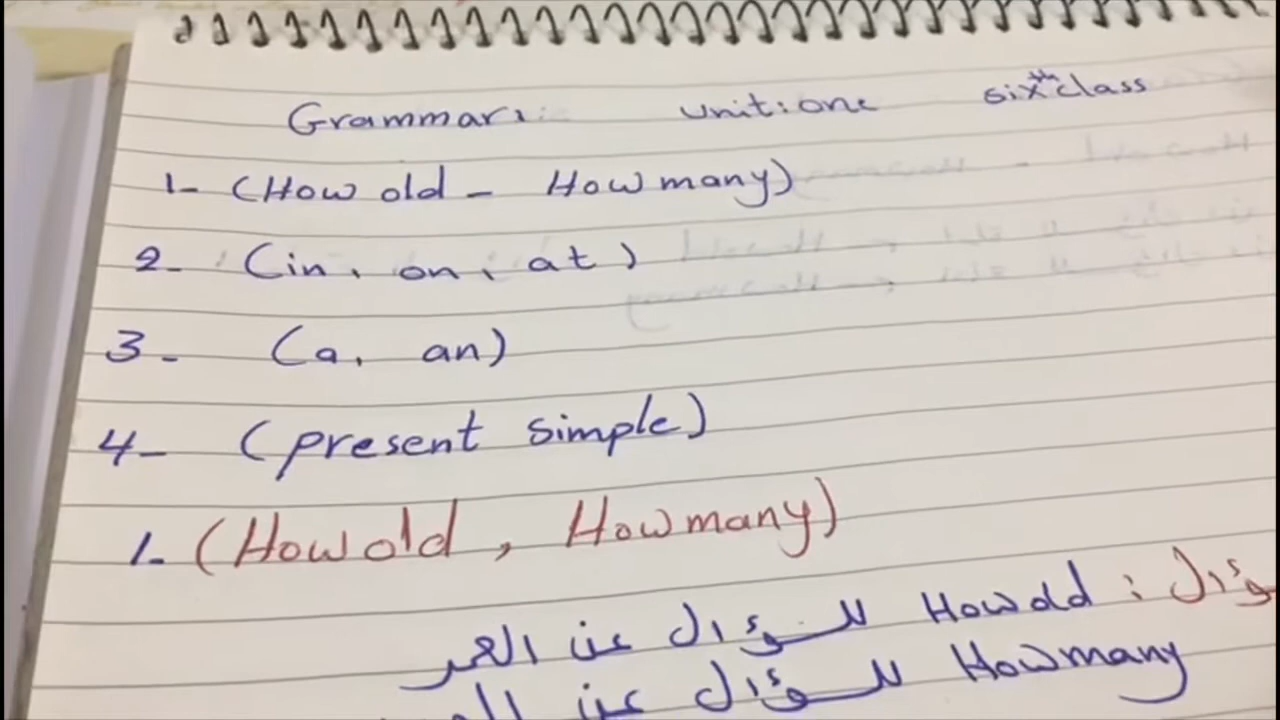 Grammar: unit:one six th class
1- (How old - How many)
2- (in, on, at)
3- (a, an)
4- (present simple)
1- (How old, How many)
: How old للسؤال عن العمر
How many للسؤال عن